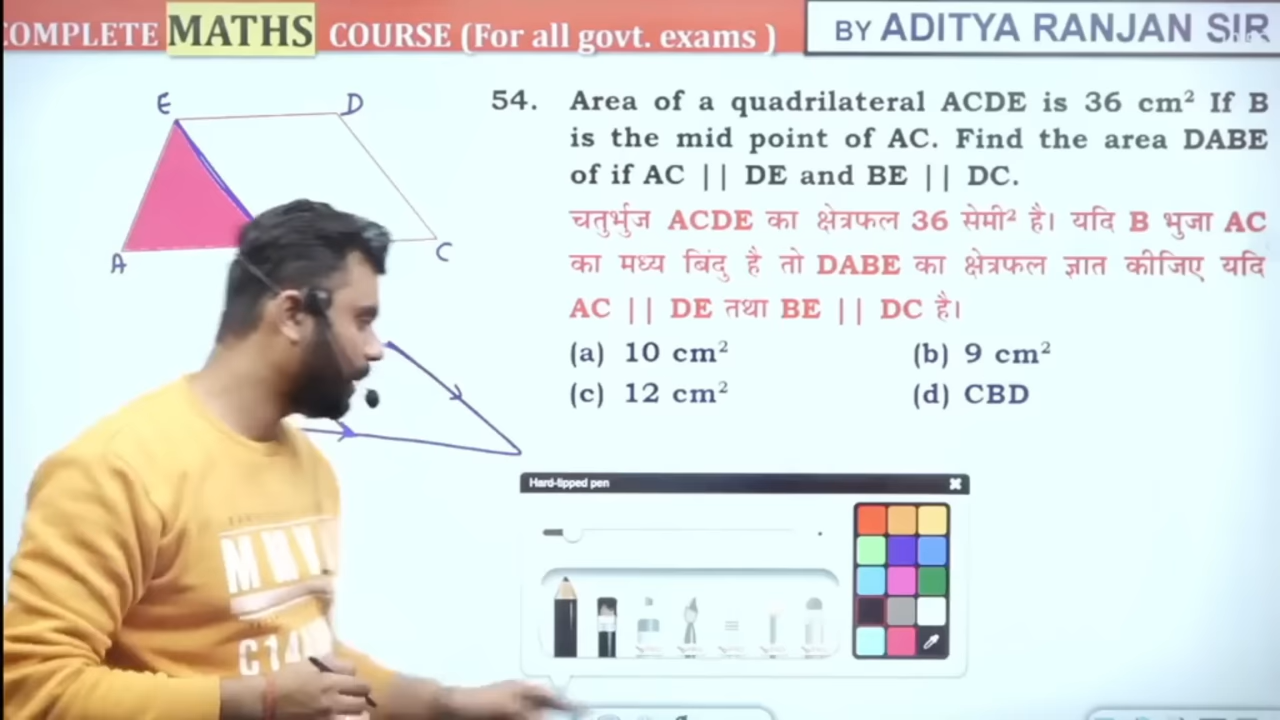 COMPLETE MATHS COURSE (For all govt. exams )
BY ADITYA RANJAN SIR
E D
54. Area of a quadrilateral ACDE is 36 cm² If B
is the mid point of AC. Find the area DABE
of if AC || DE and BE || DC.
चतुर्भुज ACDE का क्षेत्रफल 36 सेमी² है। यदि B भुजा AC
का मध्य बिंदु है तो DABE का क्षेत्रफल ज्ञात कीजिए यदि
AC || DE तथा BE || DC है।
A C
(a) 10 cm² (b) 9 cm²
(c) 12 cm² (d) CBD
Hard-tipped pen